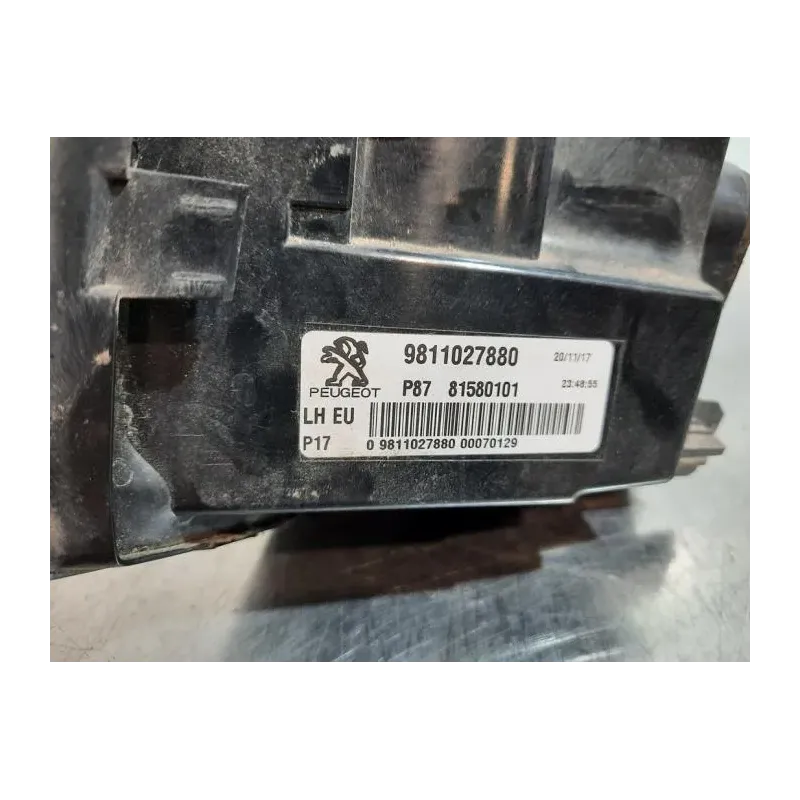 9811027880 20/11/17
PEUGEOT P87 81580101 23:48:55
LH EU
P17 0 9811027880 00070129